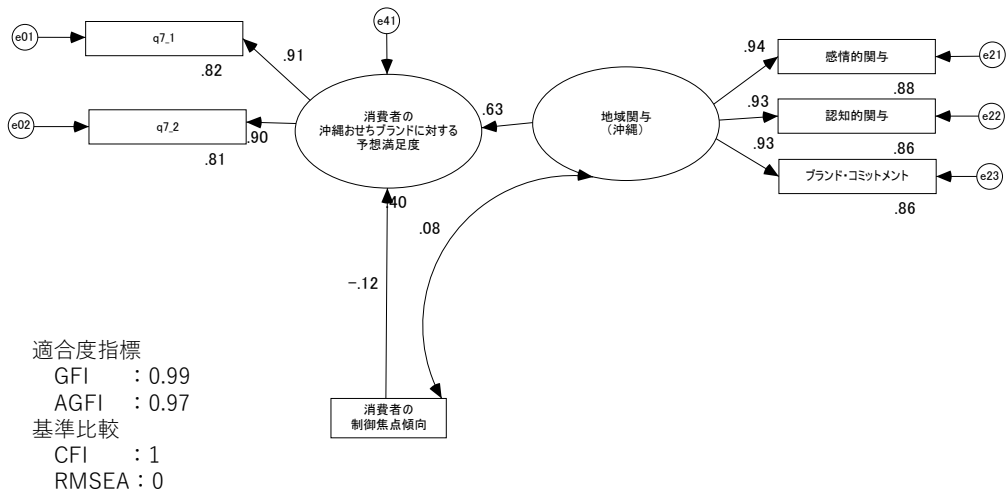 e41
e01
q7_1
.91
.82
e02
q7_2
.90
.81
消費者の
沖縄おせちブランドに対する
予想満足度
.40
.63
地域関与
(沖縄)
.94
感情的関与
e21
.88
.93
認知的関与
e22
.86
.93
ブランド・コミットメント
e23
.86
.08
-.12
消費者の
制御焦点傾向
適合度指標
GFI :0.99
AGFI :0.97
基準比較
CFI :1
RMSEA:0